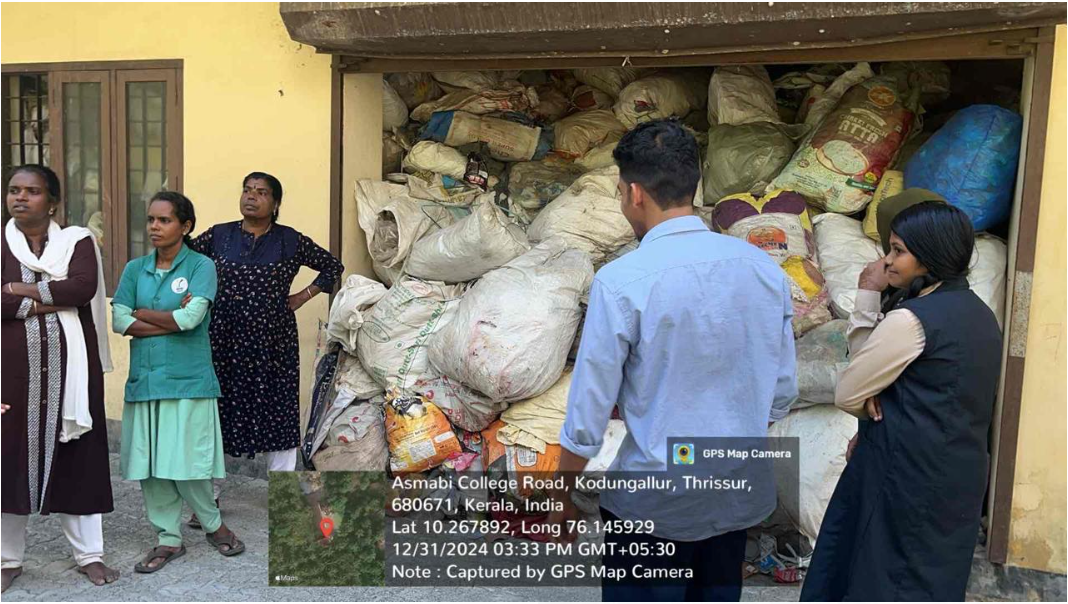 ATTA
GPS Map Camera
Asmabi College Road, Kodungallur, Thrissur,
680671, Kerala, India
Lat 10.267892, Long 76.145929
12/31/2024 03:33 PM GMT+05:30
Note : Captured by GPS Map Camera
Maps